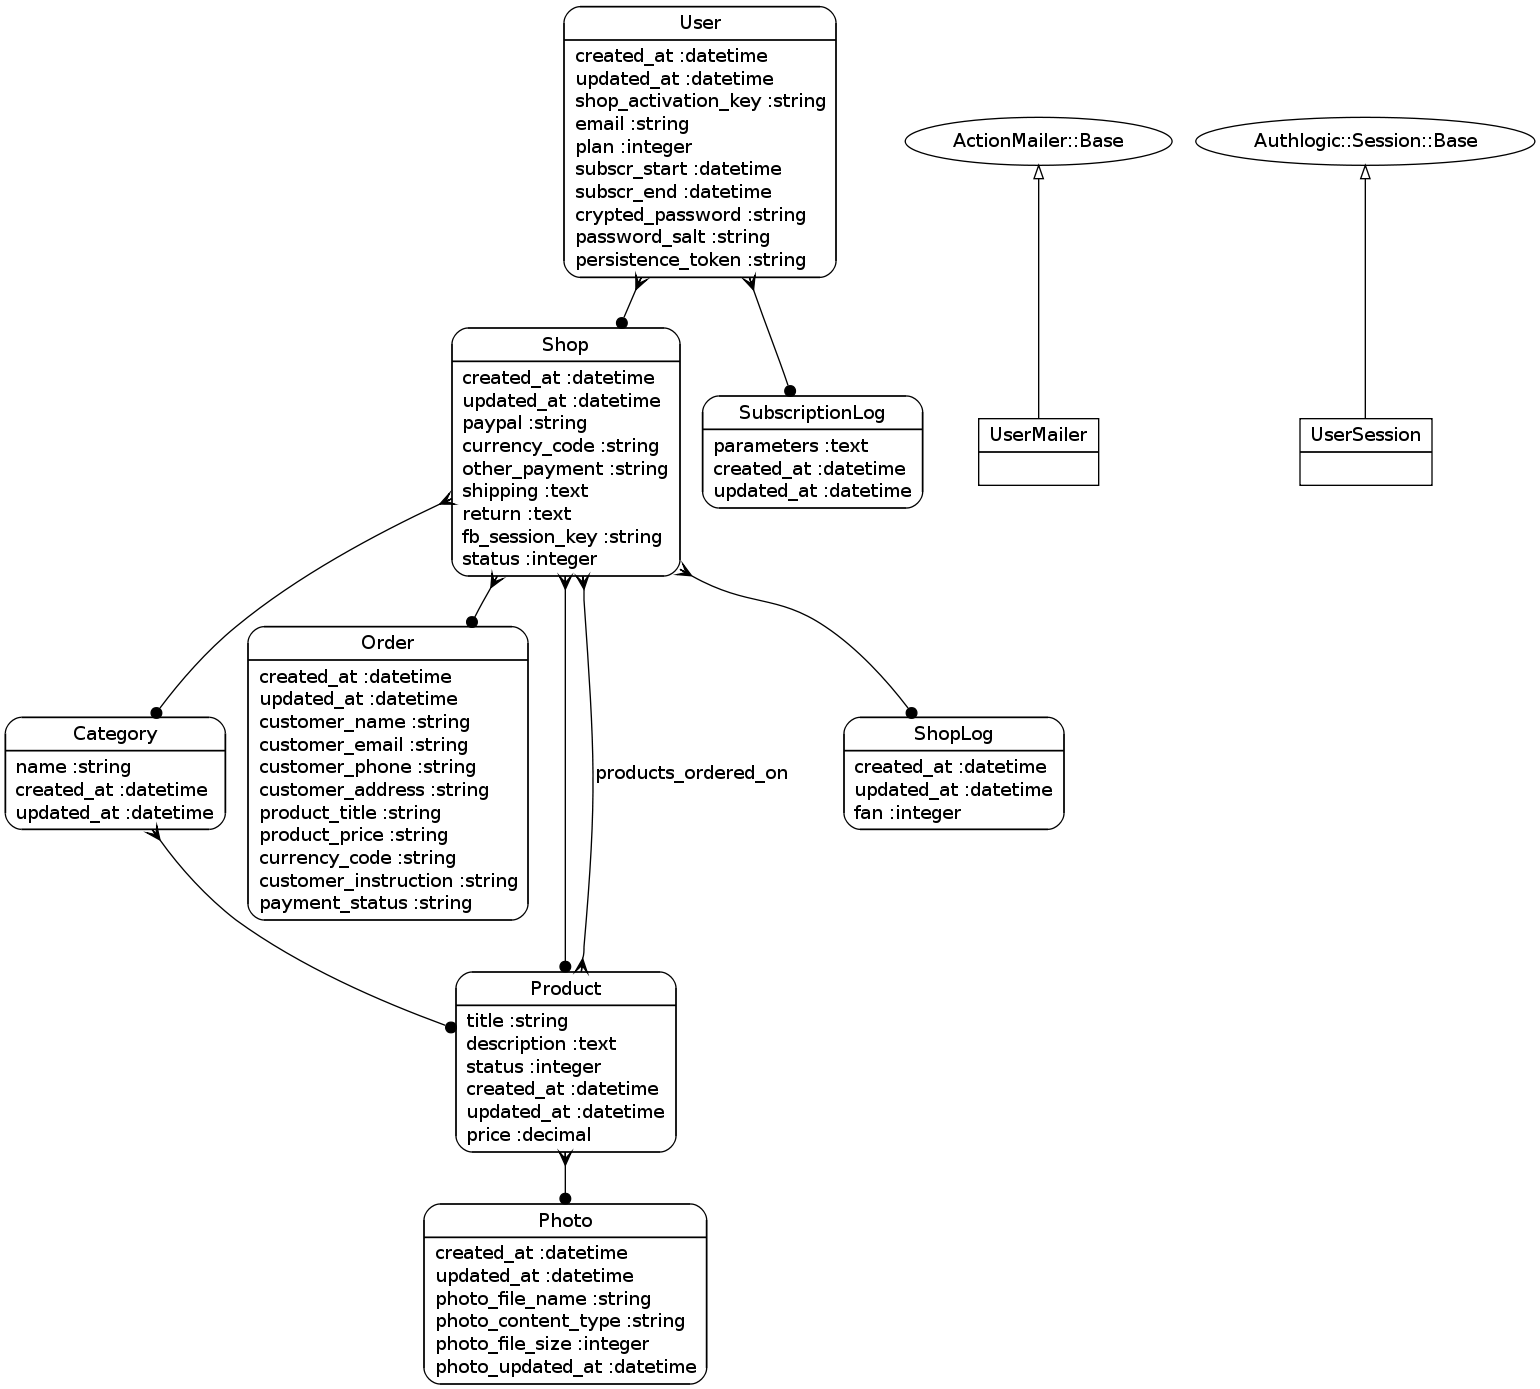 User
created_at :datetime
updated_at :datetime
shop_activation_key :string
email :string
plan :integer
subscr_start :datetime
subscr_end :datetime
crypted_password :string
password_salt :string
persistence_token :string
ActionMailer::Base
Authlogic::Session::Base
Shop
created_at :datetime
updated_at :datetime
paypal :string
currency_code :string
other_payment :string
shipping :text
return :text
fb_session_key :string
status :integer
SubscriptionLog
parameters :text
created_at :datetime
updated_at :datetime
UserMailer
UserSession
Order
created_at :datetime
updated_at :datetime
customer_name :string
customer_email :string
customer_phone :string
customer_address :string
product_title :string
product_price :string
currency_code :string
customer_instruction :string
payment_status :string
Category
name :string
created_at :datetime
updated_at :datetime
products_ordered_on
ShopLog
created_at :datetime
updated_at :datetime
fan :integer
Product
title :string
description :text
status :integer
created_at :datetime
updated_at :datetime
price :decimal
Photo
created_at :datetime
updated_at :datetime
photo_file_name :string
photo_content_type :string
photo_file_size :integer
photo_updated_at :datetime